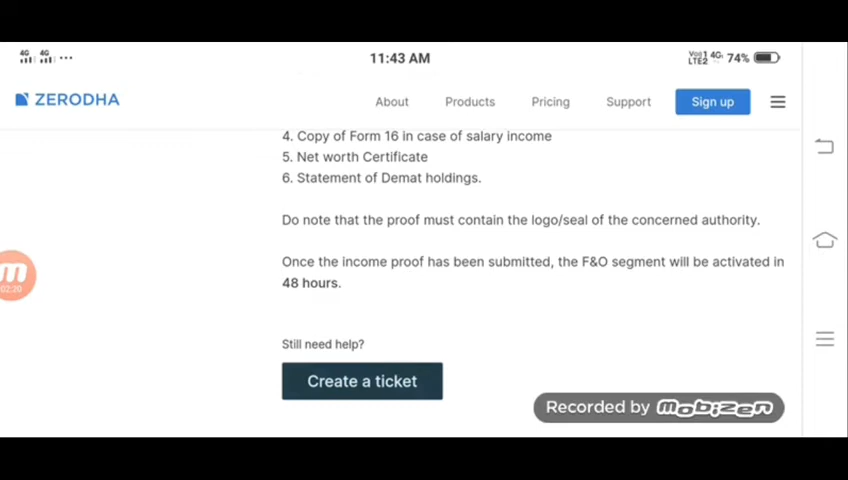 4G 4G ... 11:43 AM Vo) 1 4G 74%
LTE2
ZERODHA About Products Pricing Support Sign up
4. Copy of Form 16 in case of salary income
5. Net worth Certificate
6. Statement of Demat holdings.
Do note that the proof must contain the logo/seal of the concerned authority.
Once the income proof has been submitted, the F&O segment will be activated in
48 hours.
02:20
Still need help?
Create a ticket
Recorded by mobizen